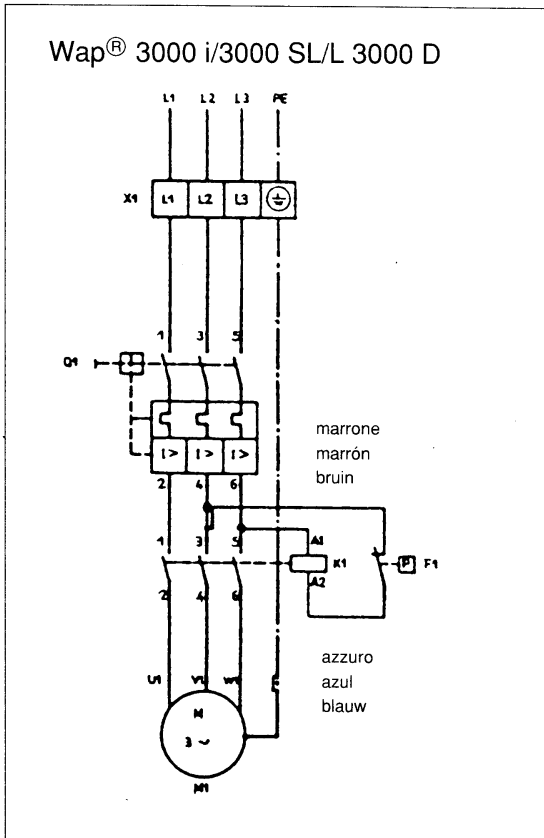 Wap® 3000 i/3000 SL/L 3000 D
L1 L2 L3 PE
X1 L1 L2 L3
1 3 5
Q1
I> I> I>
marrone
marrón
bruin
2 4 6
1 3 5 A1
K1 P F1
A2
2 4 6
azzuro
azul
blauw
U1 V1 W1
M
3 ~
M1